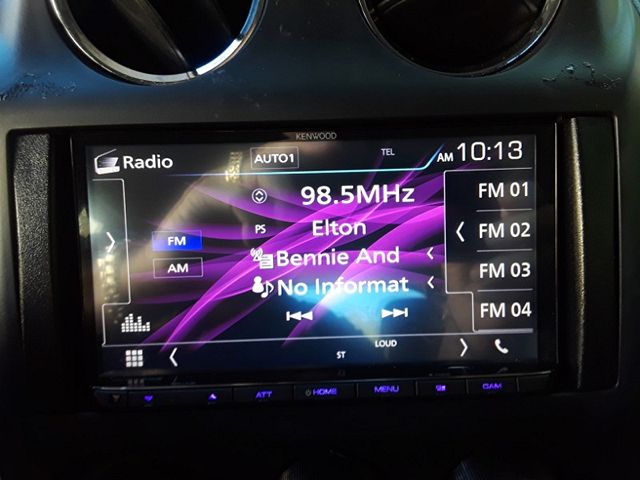 KENWOOD
Radio
AUTO1
TEL
AM 10:13
98.5MHz
FM 01
PS
Elton
FM 02
FM
Bennie And
AM
FM 03
No Informat
FM 04
LOUD
ST
ATT
HOME
MENU
CAM